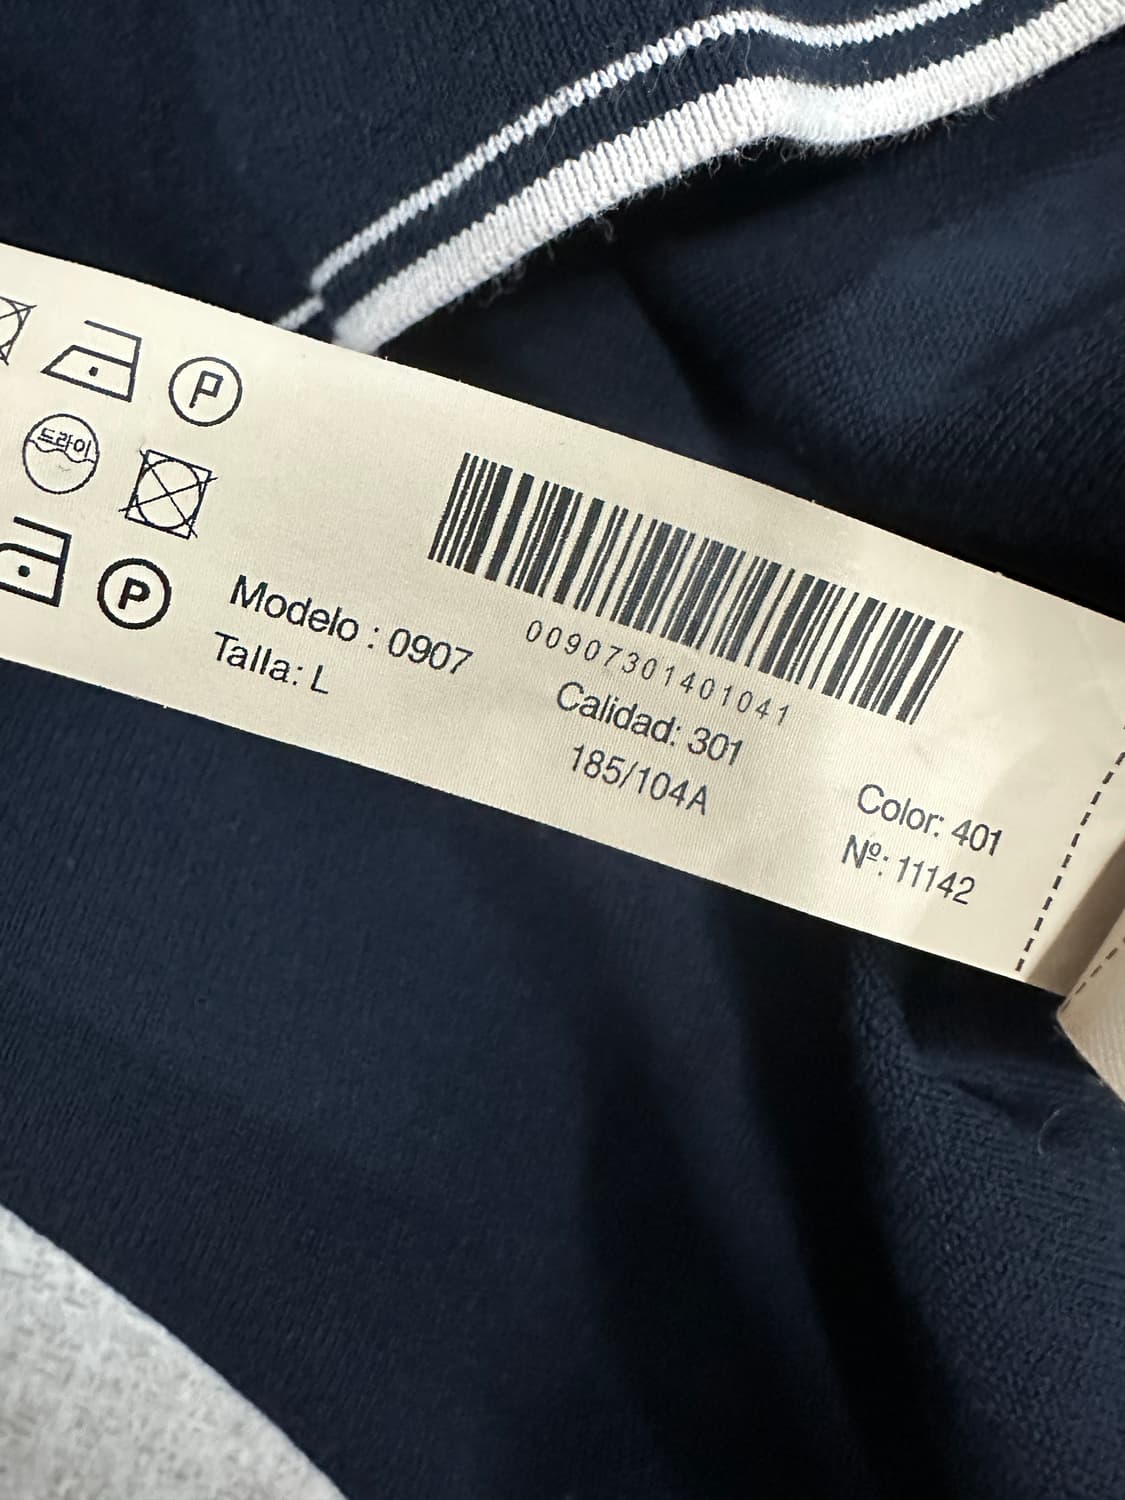 P
드라이
P
00907301401041
Modelo : 0907
Calidad: 301
Color: 401
Talla: L
185/104A
Nº: 11142